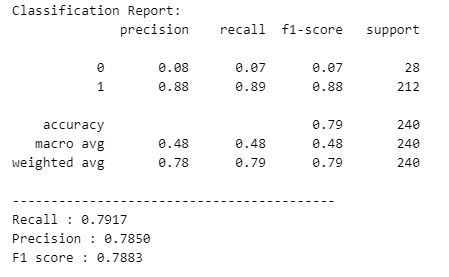 Classification Report:
precision recall f1-score support
0 0.08 0.07 0.07 28
1 0.88 0.89 0.88 212
accuracy 0.79 240
macro avg 0.48 0.48 0.48 240
weighted avg 0.78 0.79 0.79 240
-----------------------------------------
Recall : 0.7917
Precision : 0.7850
F1 score : 0.7883